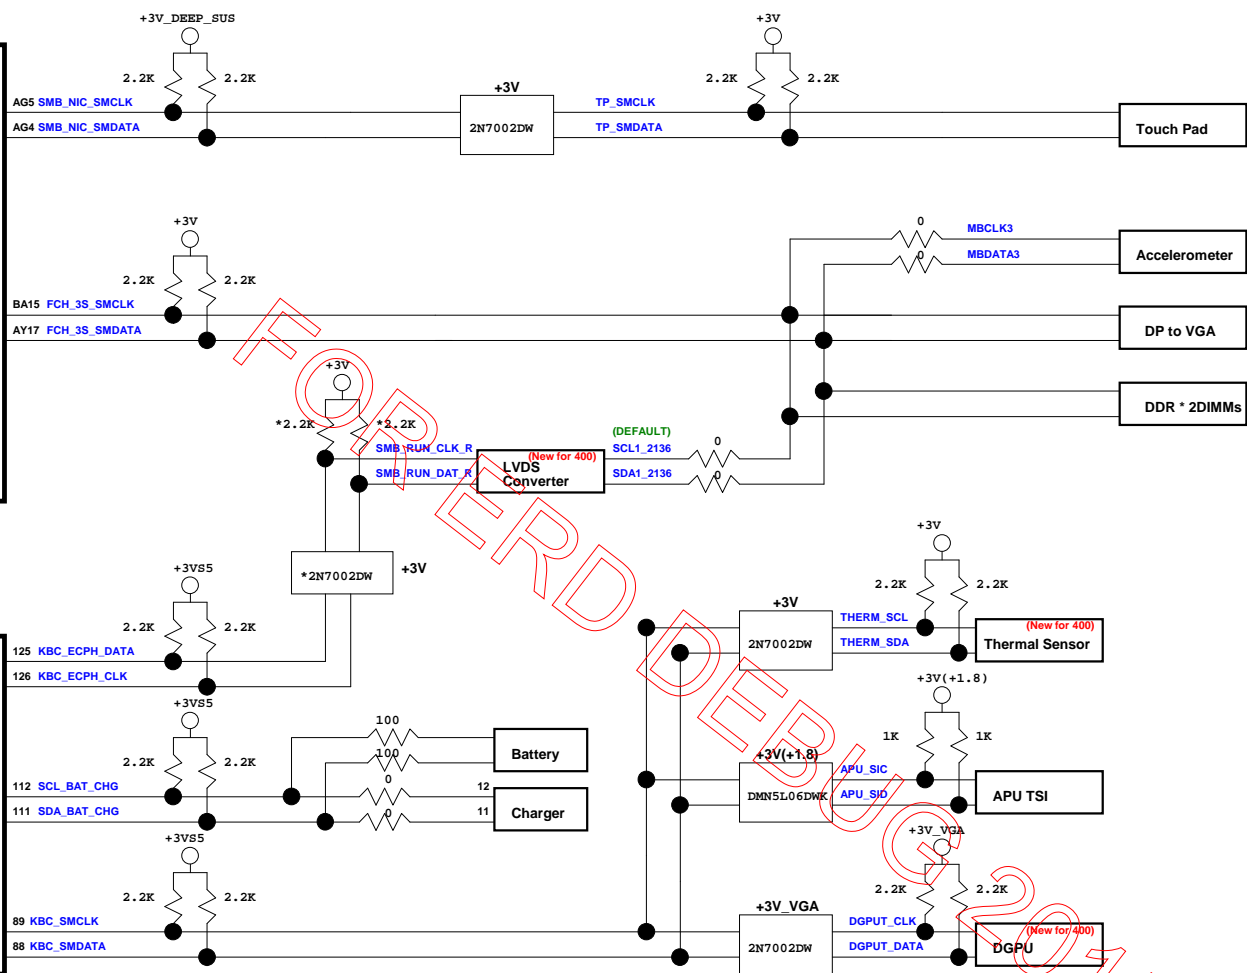 +3V_DEEP_SUS
+3V
2.2K
2.2K
2.2K
2.2K
AG5 SMB_NIC_SMCLK
+3V
TP_SMCLK
AG4 SMB_NIC_SMDATA
2N7002DW
TP_SMDATA
Touch Pad
+3V
0
MBCLK3
0
MBDATA3
Accelerometer
2.2K
2.2K
BA15 FCH_3S_SMCLK
AY17 FCH_3S_SMDATA
DP to VGA
+3V
*2.2K
*2.2K
DDR * 2DIMMs
(DEFAULT)
SMB_RUN_CLK_R
(New for 400)
SCL1_2136
0
SMB_RUN_DAT_R
LVDS
Converter
SDA1_2136
0
*2N7002DW
+3V
+3VS5
2.2K
2.2K
125 KBC_ECPH_DATA
126 KBC_ECPH_CLK
+3V
2.2K
2.2K
+3V
THERM_SCL
2N7002DW
THERM_SDA
(New for 400)
Thermal Sensor
+3VS5
2.2K
2.2K
100
100
Battery
112 SCL_BAT_CHG
0
12
111 SDA_BAT_CHG
0
11
Charger
+3V(+1.8)
1K
1K
+3V(+1.8)
APU_SIC
DMN5L06DWK
APU_SID
APU TSI
+3VS5
2.2K
2.2K
89 KBC_SMCLK
88 KBC_SMDATA
+3V_VGA
2.2K
2.2K
+3V_VGA
DGPUT_CLK
2N7002DW
DGPUT_DATA
(New for 400)
DGPU
FOR ERD DEBUG 201